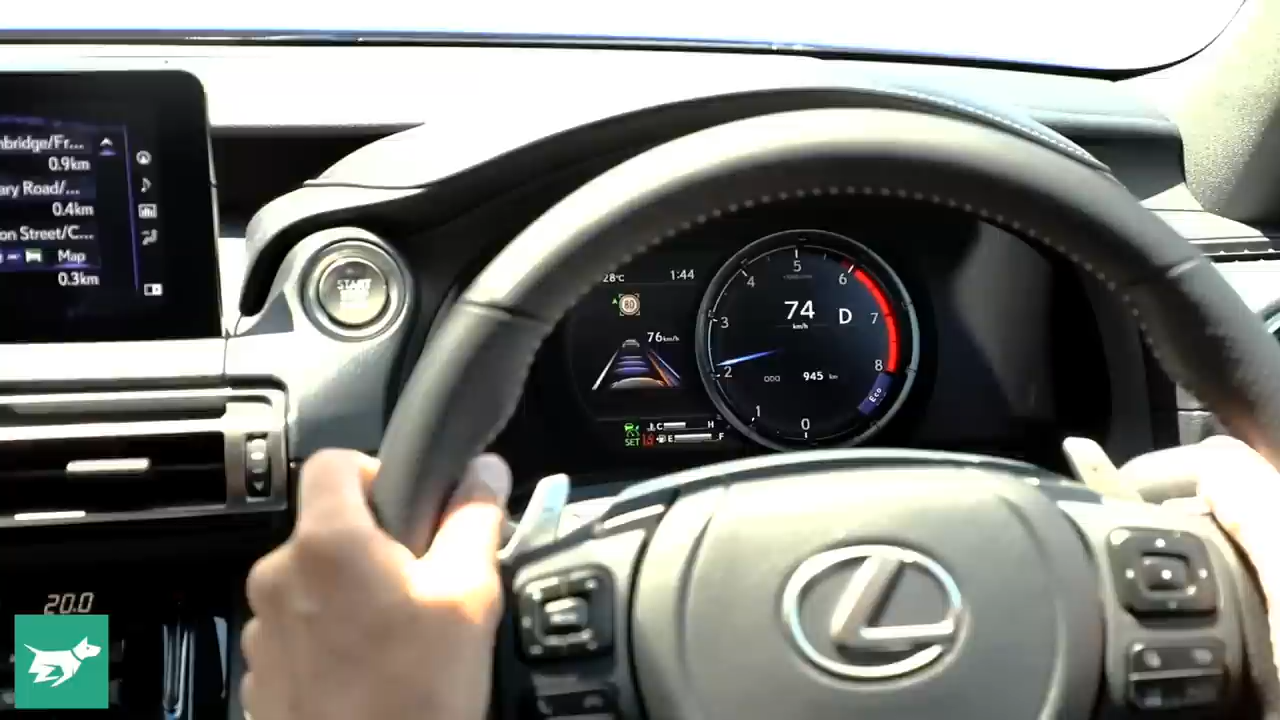 nbridge/Fr...
0.9km
ary Road/...
0.4km
on Street/C...
Map
0.3km
START
28°C
1:44
80
76km/h
SET
C H
E F
0
1
2
3
4
5
6
7
8
74
km/h
D
ODO 945 km
Eco
20.0